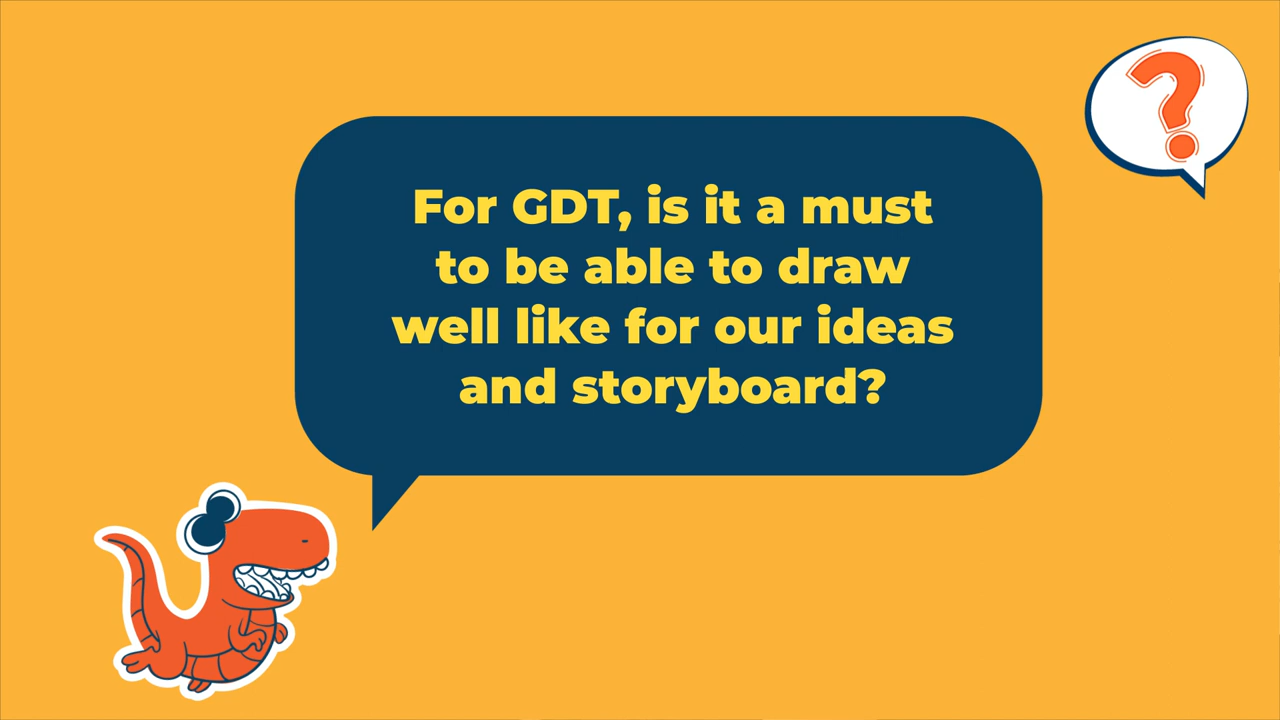 For GDT, is it a must
to be able to draw
well like for our ideas
and storyboard?
?